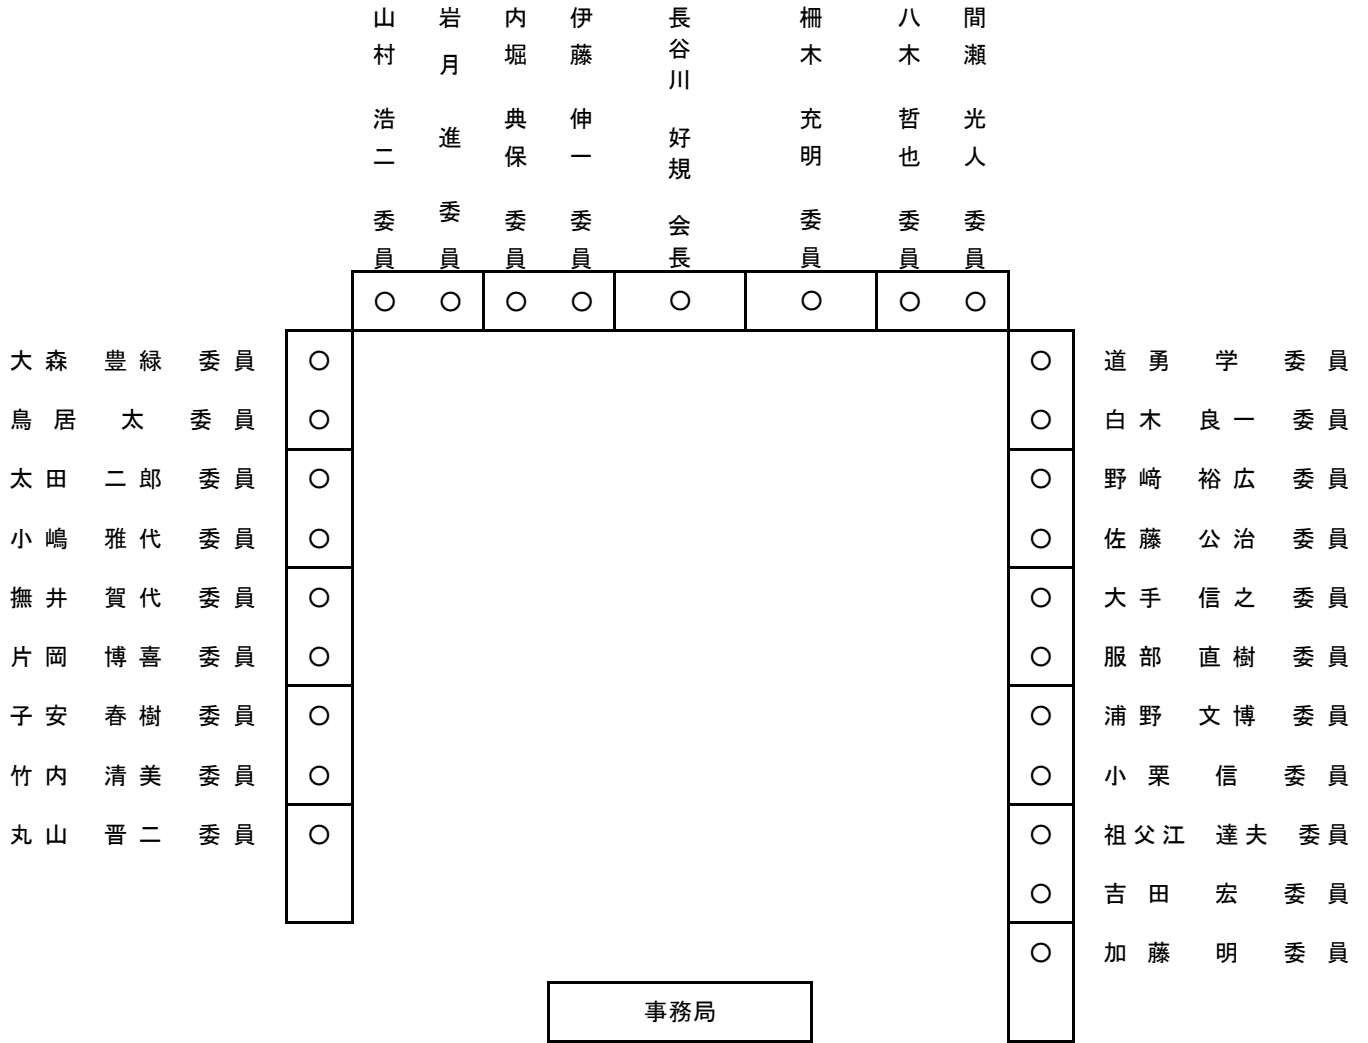 山村 浩二 委員
岩月 進 委員
内堀 典保 委員
伊藤 伸一 委員
長谷川 好規 会長
柵木 充明 委員
八木 哲也 委員
間瀬 光人 委員
大森 豊緑 委員
鳥居 太 委員
太田 二郎 委員
小嶋 雅代 委員
撫井 賀代 委員
片岡 博喜 委員
子安 春樹 委員
竹内 清美 委員
丸山 晋二 委員
道勇 学 委員
白木 良一 委員
野﨑 裕広 委員
佐藤 公治 委員
大手 信之 委員
服部 直樹 委員
浦野 文博 委員
小栗 信 委員
祖父江 達夫 委員
吉田 宏 委員
加藤 明 委員
事務局